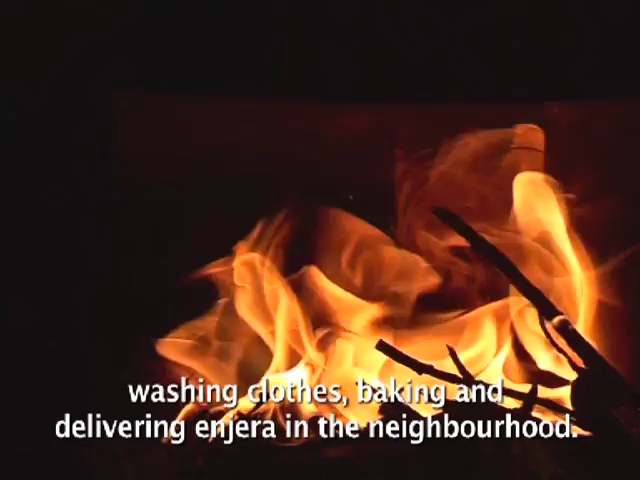 washing clothes, baking and
delivering enjera in the neighbourhood.